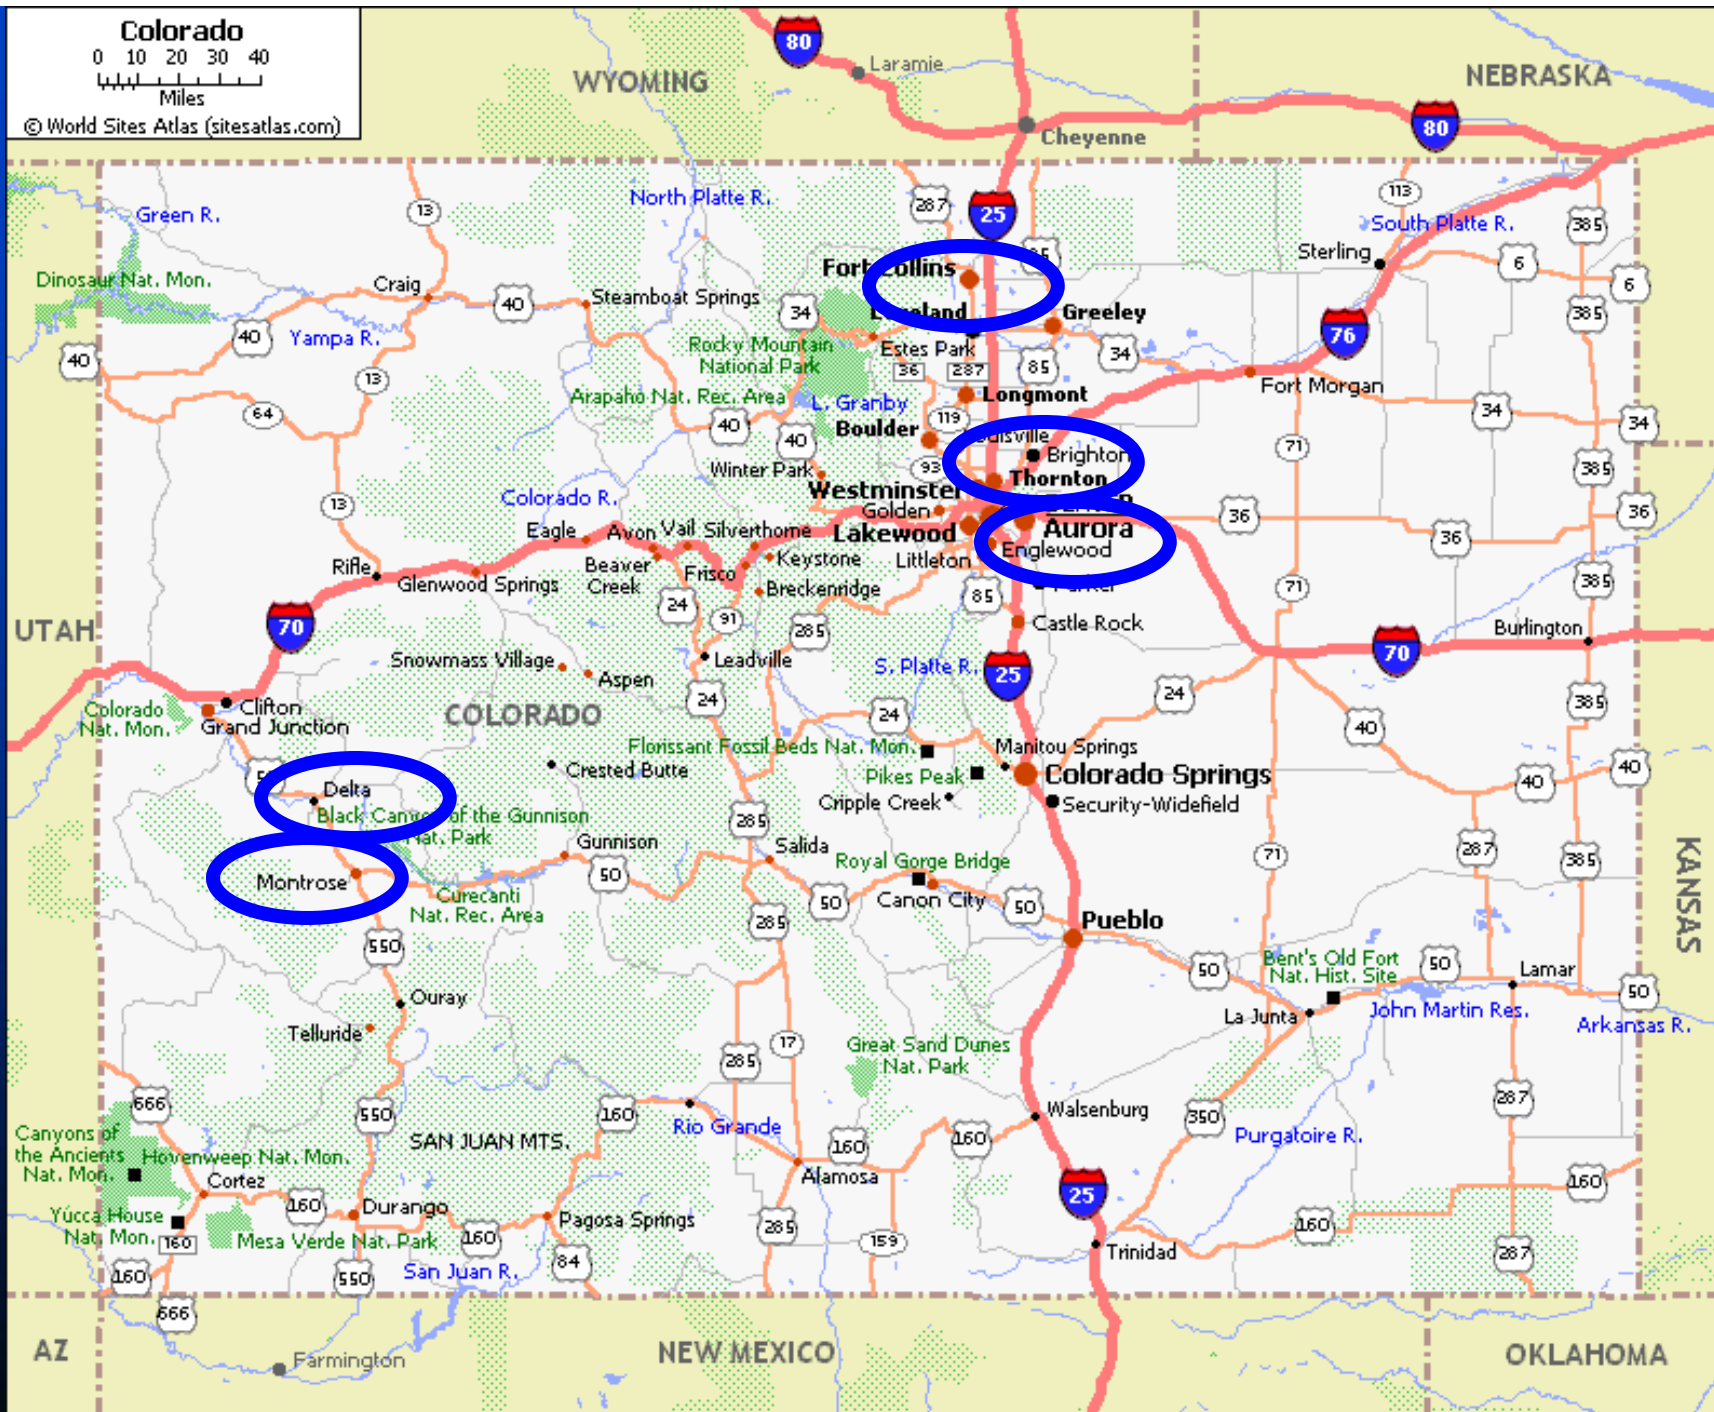 Colorado
0 10 20 30 40
Miles
© World Sites Atlas (sitesatlas.com)
80
Laramie
WYOMING
NEBRASKA
80
Cheyenne
13
287
25
North Platte R.
Green R.
113
South Platte R.
385
Sterling
6
6
Dinosaur Nat. Mon.
Craig
40
Steamboat Springs
Fort Collins
34
Greeley
385
76
40
Yampa R.
40
Rocky Mountain
National Park
Estes Park
34
85
36
287
13
Fort Morgan
Arapaho Nat. Rec. Area
L. Granby
Longmont
64
119
34
34
40
40
Boulder
71
Brighton
93
385
Winter Park
Thornton
Westminster
Colorado R.
13
Golden
36
36
36
Eagle
Avon
Vail
Silverthorne
Lakewood
Aurora
Englewood
Littleton
Rifle
Glenwood Springs
Beaver
Creek
Frisco
Keystone
Breckenridge
71
385
24
91
285
85
Castle Rock
70
UTAH
Burlington
70
Snowmass Village
Leadville
S. Platte R.
25
Aspen
24
24
385
Clifton
Colorado
Nat. Mon.
Grand Junction
COLORADO
24
40
Florissant Fossil Beds Nat. Mon.
Manitou Springs
Crested Butte
Pikes Peak
Colorado Springs
40
40
Delta
Cripple Creek
Security-Widefield
Black Canyon of the Gunnison
Nat. Park
285
Gunnison
Salida
Royal Gorge Bridge
71
287
385
KANSAS
Montrose
50
50
Canon City
50
Curecanti
Nat. Rec. Area
285
Pueblo
550
50
Bent's Old Fort
Nat. Hist. Site
50
Lamar
50
Ouray
La Junta
John Martin Res.
Arkansas R.
Telluride
17
285
Great Sand Dunes
Nat. Park
666
550
160
Rio Grande
Walsenburg
350
287
Canyons of
the Ancients
Nat. Mon.
Hovenweep Nat. Mon.
SAN JUAN MTS.
160
160
Purgatoire R.
Alamosa
Cortez
160
Durango
25
160
Yucca House
Nat. Mon.
160
Mesa Verde Nat. Park
160
Pagosa Springs
285
159
160
Trinidad
287
160
550
San Juan R.
84
666
AZ
Farmington
NEW MEXICO
OKLAHOMA